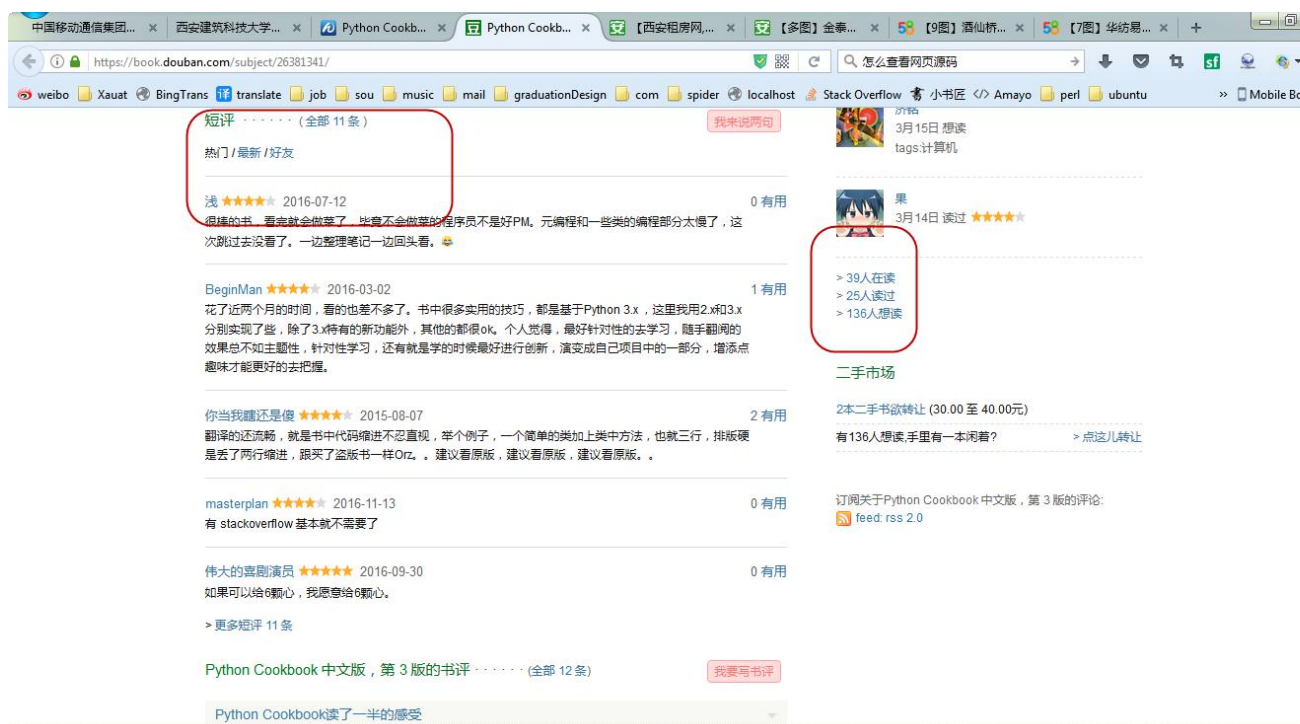 中国移动通信集团...
西安建筑科技大学...
Python Cookb...
Python Cookb...
【西安租房网,...
【多图】金泰...
58 【9图】酒仙桥...
58 【7图】华纺易...
https://book.douban.com/subject/26381341/
怎么查看网页源码
sf
weibo Xauat BingTrans 译 translate job sou music mail graduationDesign com spider localhost Stack Overflow 小书匠 Amayo perl ubuntu » Mobile Bo
短评 · · · · · · （全部 11 条）
我来说两句
热门 / 最新 / 好友
浅 2016-07-12
0 有用
很棒的书，看完就会做菜了，毕竟不会做菜的程序员不是好PM。元编程和一些类的编程部分太慢了，这
次跳过去没看了。一边整理笔记一边回头看。
BeginMan 2016-03-02
1 有用
花了近两个月的时间，看的也差不多了。书中很多实用的技巧，都是基于Python 3.x ，这里我用2.x和3.x
分别实现了些，除了3.x特有的新功能外，其他的都很ok。个人觉得，最好针对性的去学习，随手翻阅的
效果总不如主题性，针对性学习，还有就是学的时候最好进行创新，演变成自己项目中的一部分，增添点
趣味才能更好的去把握。
你当我瞎还是傻 2015-08-07
2 有用
翻译的还流畅，就是书中代码缩进不忍直视，举个例子，一个简单的类加上类中方法，也就三行，排版硬
是丢了两行缩进，跟买了盗版书一样Orz。。建议看原版，建议看原版，建议看原版。。
masterplan 2016-11-13
0 有用
有 stackoverflow 基本就不需要了
伟大的喜剧演员 2016-09-30
0 有用
如果可以给6颗心，我愿意给6颗心。
> 更多短评 11 条
Python Cookbook 中文版，第 3 版的书评 · · · · · · （全部 12 条）
我要写书评
Python Cookbook读了一半的感受
3月15日 想读
tags:计算机
果
3月14日 读过
> 39人在读
> 25人读过
> 136人想读
二手市场
2本二手书欲转让 (30.00 至 40.00元)
有136人想读,手里有一本闲着?
> 点这儿转让
订阅关于Python Cookbook 中文版，第 3 版的评论:
feed: rss 2.0